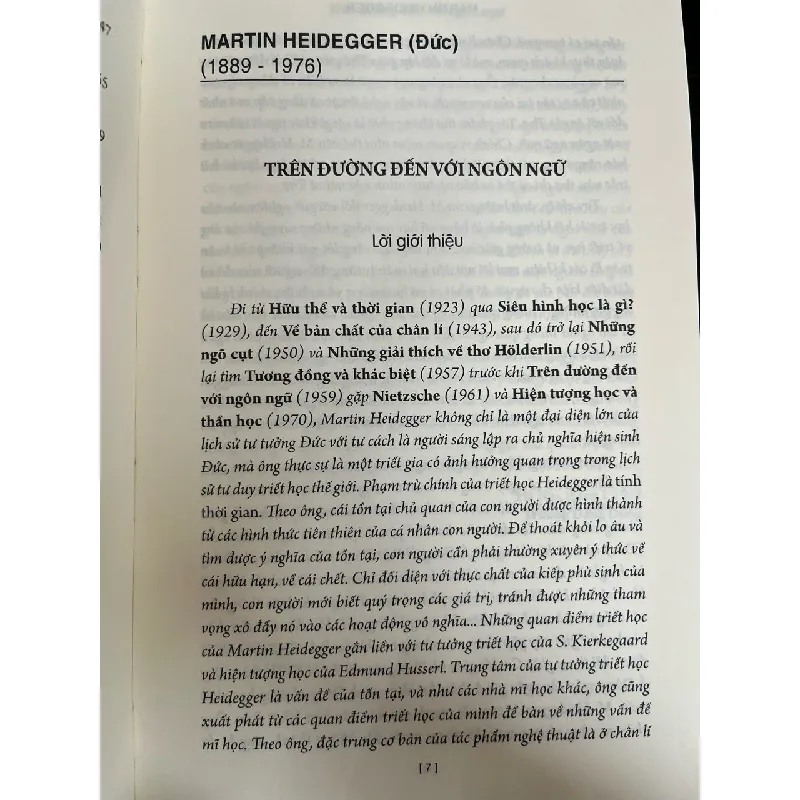 MARTIN HEIDEGGER (Đức)
(1889 - 1976)
TRÊN ĐƯỜNG ĐẾN VỚI NGÔN NGỮ
Lời giới thiệu
Đi từ Hữu thể và thời gian (1923) qua Siêu hình học là gì?
(1929), đến Về bản chất của chân lí (1943), sau đó trở lại Những
ngõ cụt (1950) và Những giải thích về thơ Hölderlin (1951), rồi
lại tìm Tương đồng và khác biệt (1957) trước khi Trên đường đến
với ngôn ngữ (1959) gặp Nietzsche (1961) và Hiện tượng học và
thần học (1970), Martin Heidegger không chỉ là một đại diện lớn của
lịch sử tư tưởng Đức với tư cách là người sáng lập ra chủ nghĩa hiện sinh
Đức, mà ông thực sự là một triết gia có ảnh hưởng quan trọng trong lịch
sử tư duy triết học thế giới. Phạm trù chính của triết học Heidegger là tính
thời gian. Theo ông, cái tồn tại chủ quan của con người được hình thành
từ các hình thức tiên thiên của cá nhân con người. Để thoát khỏi lo âu và
tìm được ý nghĩa của tồn tại, con người cần phải thường xuyên ý thức về
cái hữu hạn, về cái chết. Chỉ đối diện với thực chất của kiếp phù sinh của
mình, con người mới biết quý trọng các giá trị, tránh được những tham
vọng xô đẩy nó vào các hoạt động vô nghĩa... Những quan điểm triết học
của Martin Heidegger gắn liền với tư tưởng triết học của S. Kierkegaard
và hiện tượng học của Edmund Husserl. Trung tâm của tư tưởng triết học
Heidegger là vấn đề của tồn tại, và như các nhà mĩ học khác, ông cũng
xuất phát từ các quan điểm triết học của mình để bàn về những vấn đề
mĩ học. Theo ông, đặc trưng cơ bản của tác phẩm nghệ thuật là ở chân lí
[ 7 ]